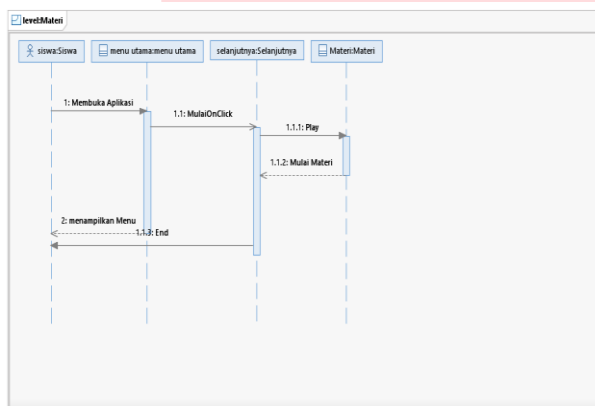 level:Materi
siswa:Siswa
menu utama:menu utama
selanjutnya:Selanjutnya
Materi:Materi
1: Membuka Aplikasi
1.1: MulaiOnClick
1.1.1: Play
1.1.2: Mulai Materi
2: menampilkan Menu
1.1.3: End